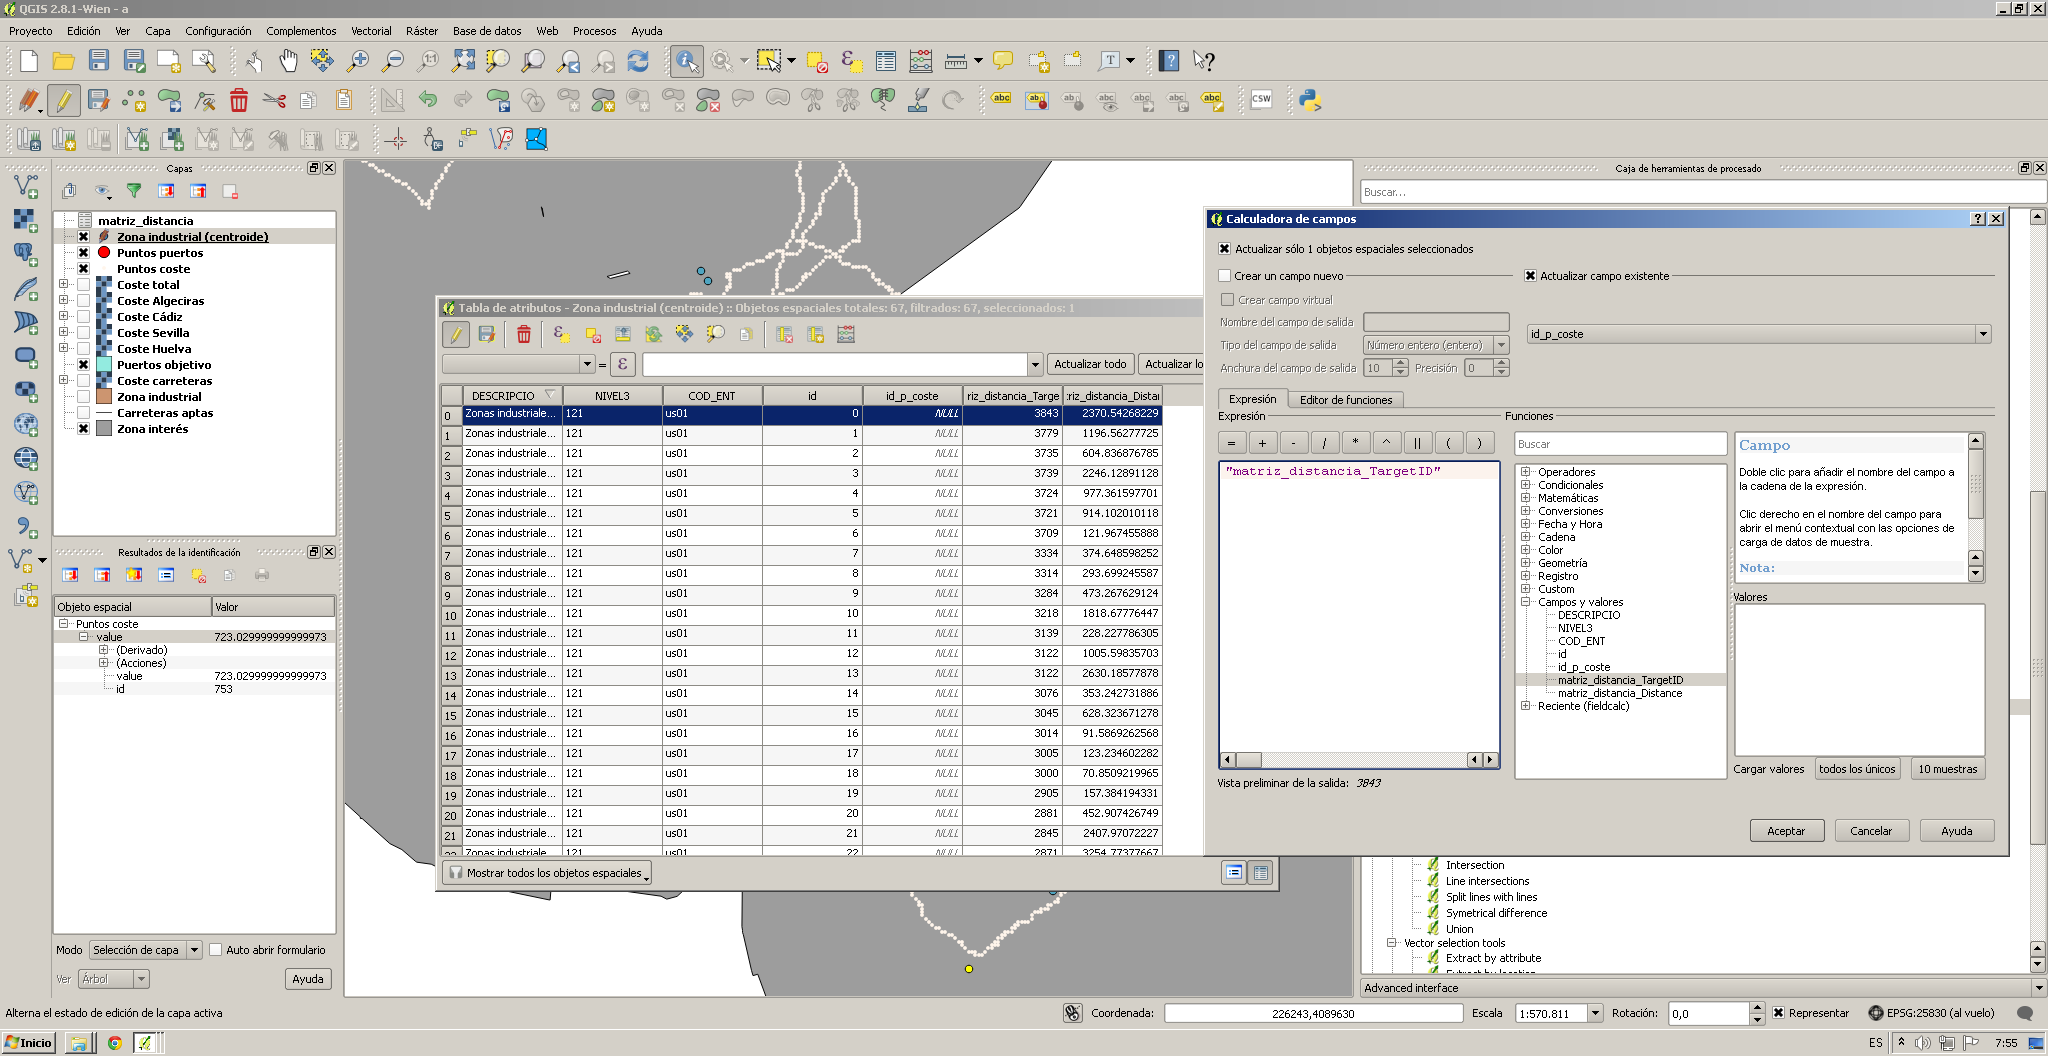 QGIS 2.8.1-Wien - a
Proyecto Edición Ver Capa Configuración Complementos Vectorial Ráster Base de datos Web Procesos Ayuda
Capas
matriz_distancia
Zona industrial (centroide)
Puntos puertos
Puntos coste
Coste total
Coste Algeciras
Coste Cádiz
Coste Sevilla
Coste Huelva
Puertos objetivo
Coste carreteras
Zona industrial
Carreteras aptas
Zona interés
Resultados de la identificación
Objeto espacial Valor
Puntos coste
value 723.029999999999973
(Derivado)
(Acciones)
value 723.029999999999973
id 753
Modo Selección de capa Auto abrir formulario
Ver Árbol Ayuda
Tabla de atributos - Zona industrial (centroide) :: Objetos espaciales totales: 67, filtrados: 67, seleccionados: 1
= ε Actualizar todo Actualizar lo
DESCRIPCIO NIVEL3 COD_ENT id id_p_coste riz_distancia_Targe :riz_distancia_Distar
0 Zonas industriale... 121 us01 0 NULL 3843 2370.54268229
1 Zonas industriale... 121 us01 1 NULL 3779 1196.56277725
2 Zonas industriale... 121 us01 2 NULL 3735 604.836876785
3 Zonas industriale... 121 us01 3 NULL 3739 2246.12891128
4 Zonas industriale... 121 us01 4 NULL 3724 977.361597701
5 Zonas industriale... 121 us01 5 NULL 3721 914.102010118
6 Zonas industriale... 121 us01 6 NULL 3709 121.967455888
7 Zonas industriale... 121 us01 7 NULL 3334 374.648598252
8 Zonas industriale... 121 us01 8 NULL 3314 293.699245587
9 Zonas industriale... 121 us01 9 NULL 3284 473.267629124
10 Zonas industriale... 121 us01 10 NULL 3218 1818.67776447
11 Zonas industriale... 121 us01 11 NULL 3139 228.227786305
12 Zonas industriale... 121 us01 12 NULL 3122 1005.59835703
13 Zonas industriale... 121 us01 13 NULL 3122 2630.18577878
14 Zonas industriale... 121 us01 14 NULL 3076 353.242731886
15 Zonas industriale... 121 us01 15 NULL 3045 628.323671278
16 Zonas industriale... 121 us01 16 NULL 3014 91.5869262568
17 Zonas industriale... 121 us01 17 NULL 3005 123.234602282
18 Zonas industriale... 121 us01 18 NULL 3000 70.8509219965
19 Zonas industriale... 121 us01 19 NULL 2905 157.384194331
20 Zonas industriale... 121 us01 20 NULL 2881 452.907426749
21 Zonas industriale... 121 us01 21 NULL 2845 2407.97072227
22 Zonas industriale 121 us01 22 NULL 2871 3254.77377667
Mostrar todos los objetos espaciales
Caja de herramientas de procesado
Buscar...
Calculadora de campos
Actualizar sólo 1 objetos espaciales seleccionados
Crear un campo nuevo Actualizar campo existente
Crear campo virtual
Nombre del campo de salida
id_p_coste
Tipo del campo de salida Número entero (entero)
Anchura del campo de salida 10 Precisión 0
Expresión Editor de funciones
Expresión Funciones
= + - / * ^ || ( )
"matriz_distancia_TargetID"
Vista preliminar de la salida: 3843
Buscar
Operadores
Condicionales
Matemáticas
Conversiones
Fecha y Hora
Cadena
Color
Geometría
Registro
Custom
Campos y valores
DESCRIPCIO
NIVEL3
COD_ENT
id
id_p_coste
matriz_distancia_TargetID
matriz_distancia_Distance
Reciente (fieldcalc)
Campo
Doble clic para añadir el nombre del campo a
la cadena de la expresión.
Clic derecho en el nombre del campo para
abrir el menú contextual con las opciones de
carga de datos de muestra.
Nota:
Valores
Cargar valores todos los únicos 10 muestras
Aceptar Cancelar Ayuda
Intersection
Line intersections
Split lines with lines
Symetrical difference
Union
Vector selection tools
Extract by attribute
Extract by location
Advanced interface
Alterna el estado de edición de la capa activa
Coordenada: 226243,4089630 Escala 1:570.811 Rotación: 0,0 Representar EPSG:25830 (al vuelo)
Inicio
ES 7:55
abc abc abc abc abc abc abc CSW